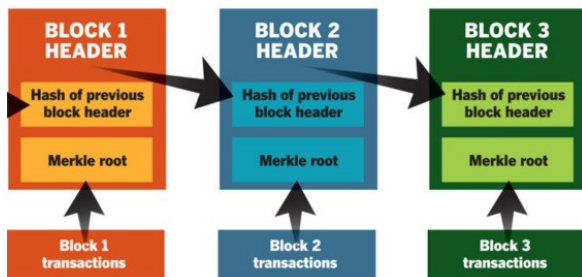 BLOCK 1
HEADER
Hash of previous
block header
Merkle root
Block 1
transactions
BLOCK 2
HEADER
Hash of previous
block header
Merkle root
Block 2
transactions
BLOCK 3
HEADER
Hash of previous
block header
Merkle root
Block 3
transactions